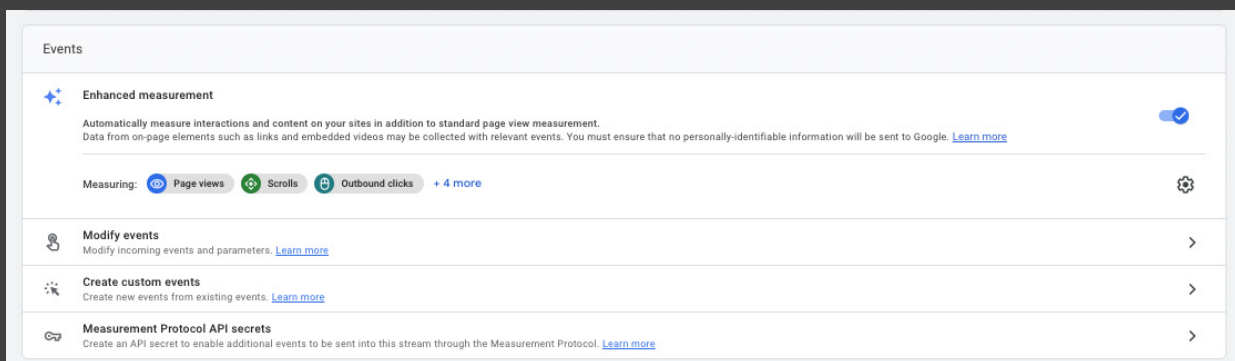 Events
Enhanced measurement
Automatically measure interactions and content on your sites in addition to standard page view measurement.
Data from on-page elements such as links and embedded videos may be collected with relevant events. You must ensure that no personally-identifiable information will be sent to Google. Learn more
Measuring: Page views Scrolls Outbound clicks + 4 more
Modify events
Modify incoming events and parameters. Learn more
Create custom events
Create new events from existing events. Learn more
Measurement Protocol API secrets
Create an API secret to enable additional events to be sent into this stream through the Measurement Protocol. Learn more